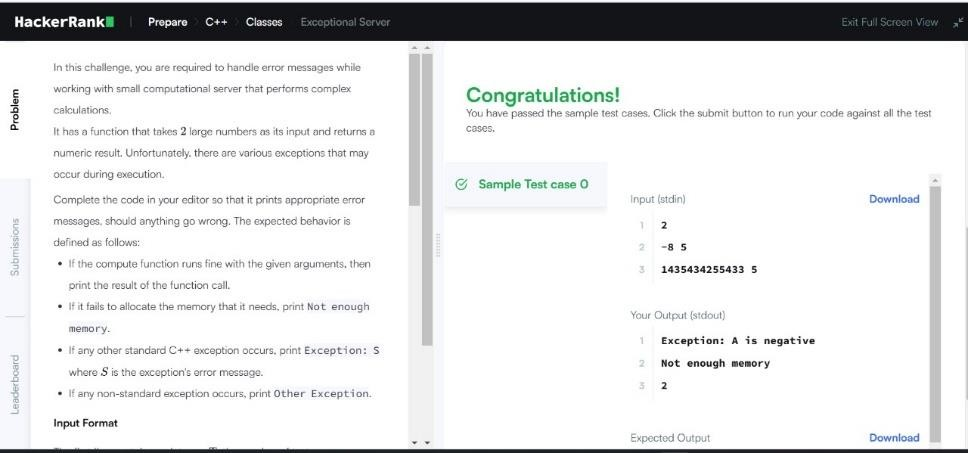 HackerRank | Prepare > C++ > Classes > Exceptional Server Exit Full Screen View
Problem
Submissions
Leaderboard
In this challenge, you are required to handle error messages while
working with small computational server that performs complex
calculations.
It has a function that takes 2 large numbers as its input and returns a
numeric result. Unfortunately, there are various exceptions that may
occur during execution.
Complete the code in your editor so that it prints appropriate error
messages, should anything go wrong. The expected behavior is
defined as follows:
• If the compute function runs fine with the given arguments, then
print the result of the function call.
• If it fails to allocate the memory that it needs, print Not enough
memory.
• If any other standard C++ exception occurs, print Exception: S
where S is the exception's error message.
• If any non-standard exception occurs, print Other Exception.
Input Format
Congratulations!
You have passed the sample test cases. Click the submit button to run your code against all the test
cases.
Sample Test case 0
Input (stdin) Download
1 2
2 -8 5
3 1435434255433 5
Your Output (stdout)
1 Exception: A is negative
2 Not enough memory
3 2
Expected Output Download